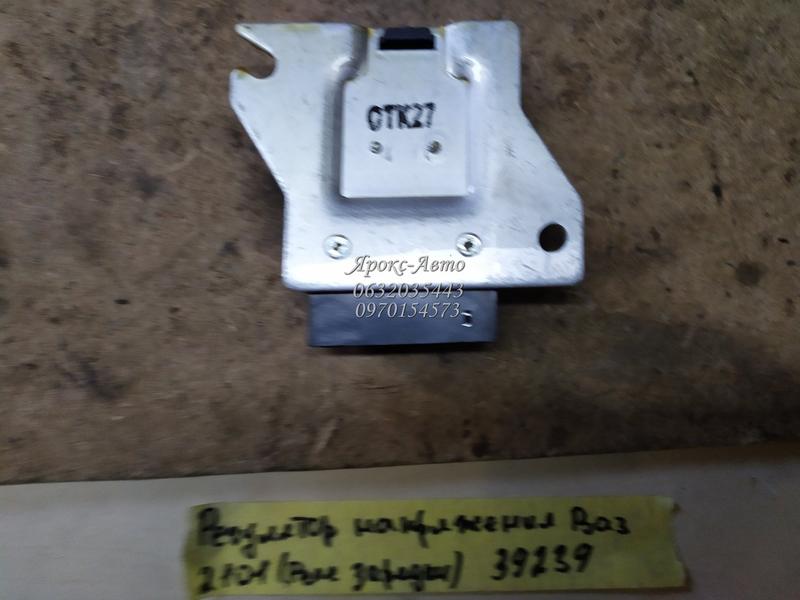 ОТК27
Ярокс-Авто
0632035443
0970154573
Регулятор напряжения Ваз
2101 (Реле зарядки) 39239